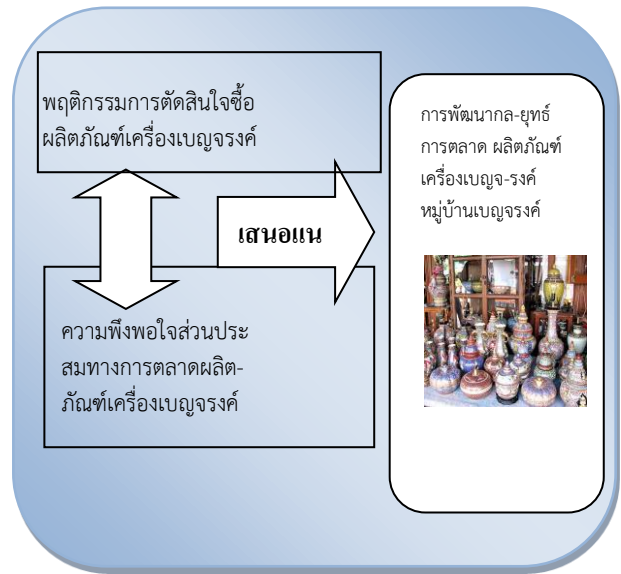 พฤติกรรมการตัดสินใจซื้อ
ผลิตภัณฑ์เครื่องเบญจรงค์
เสนอแน
ความพึงพอใจส่วนประ
สมทางการตลาดผลิต-
ภัณฑ์เครื่องเบญจรงค์
การพัฒนากล-ยุทธ์
การตลาด ผลิตภัณฑ์
เครื่องเบญจ-รงค์
หมู่บ้านเบญจรงค์